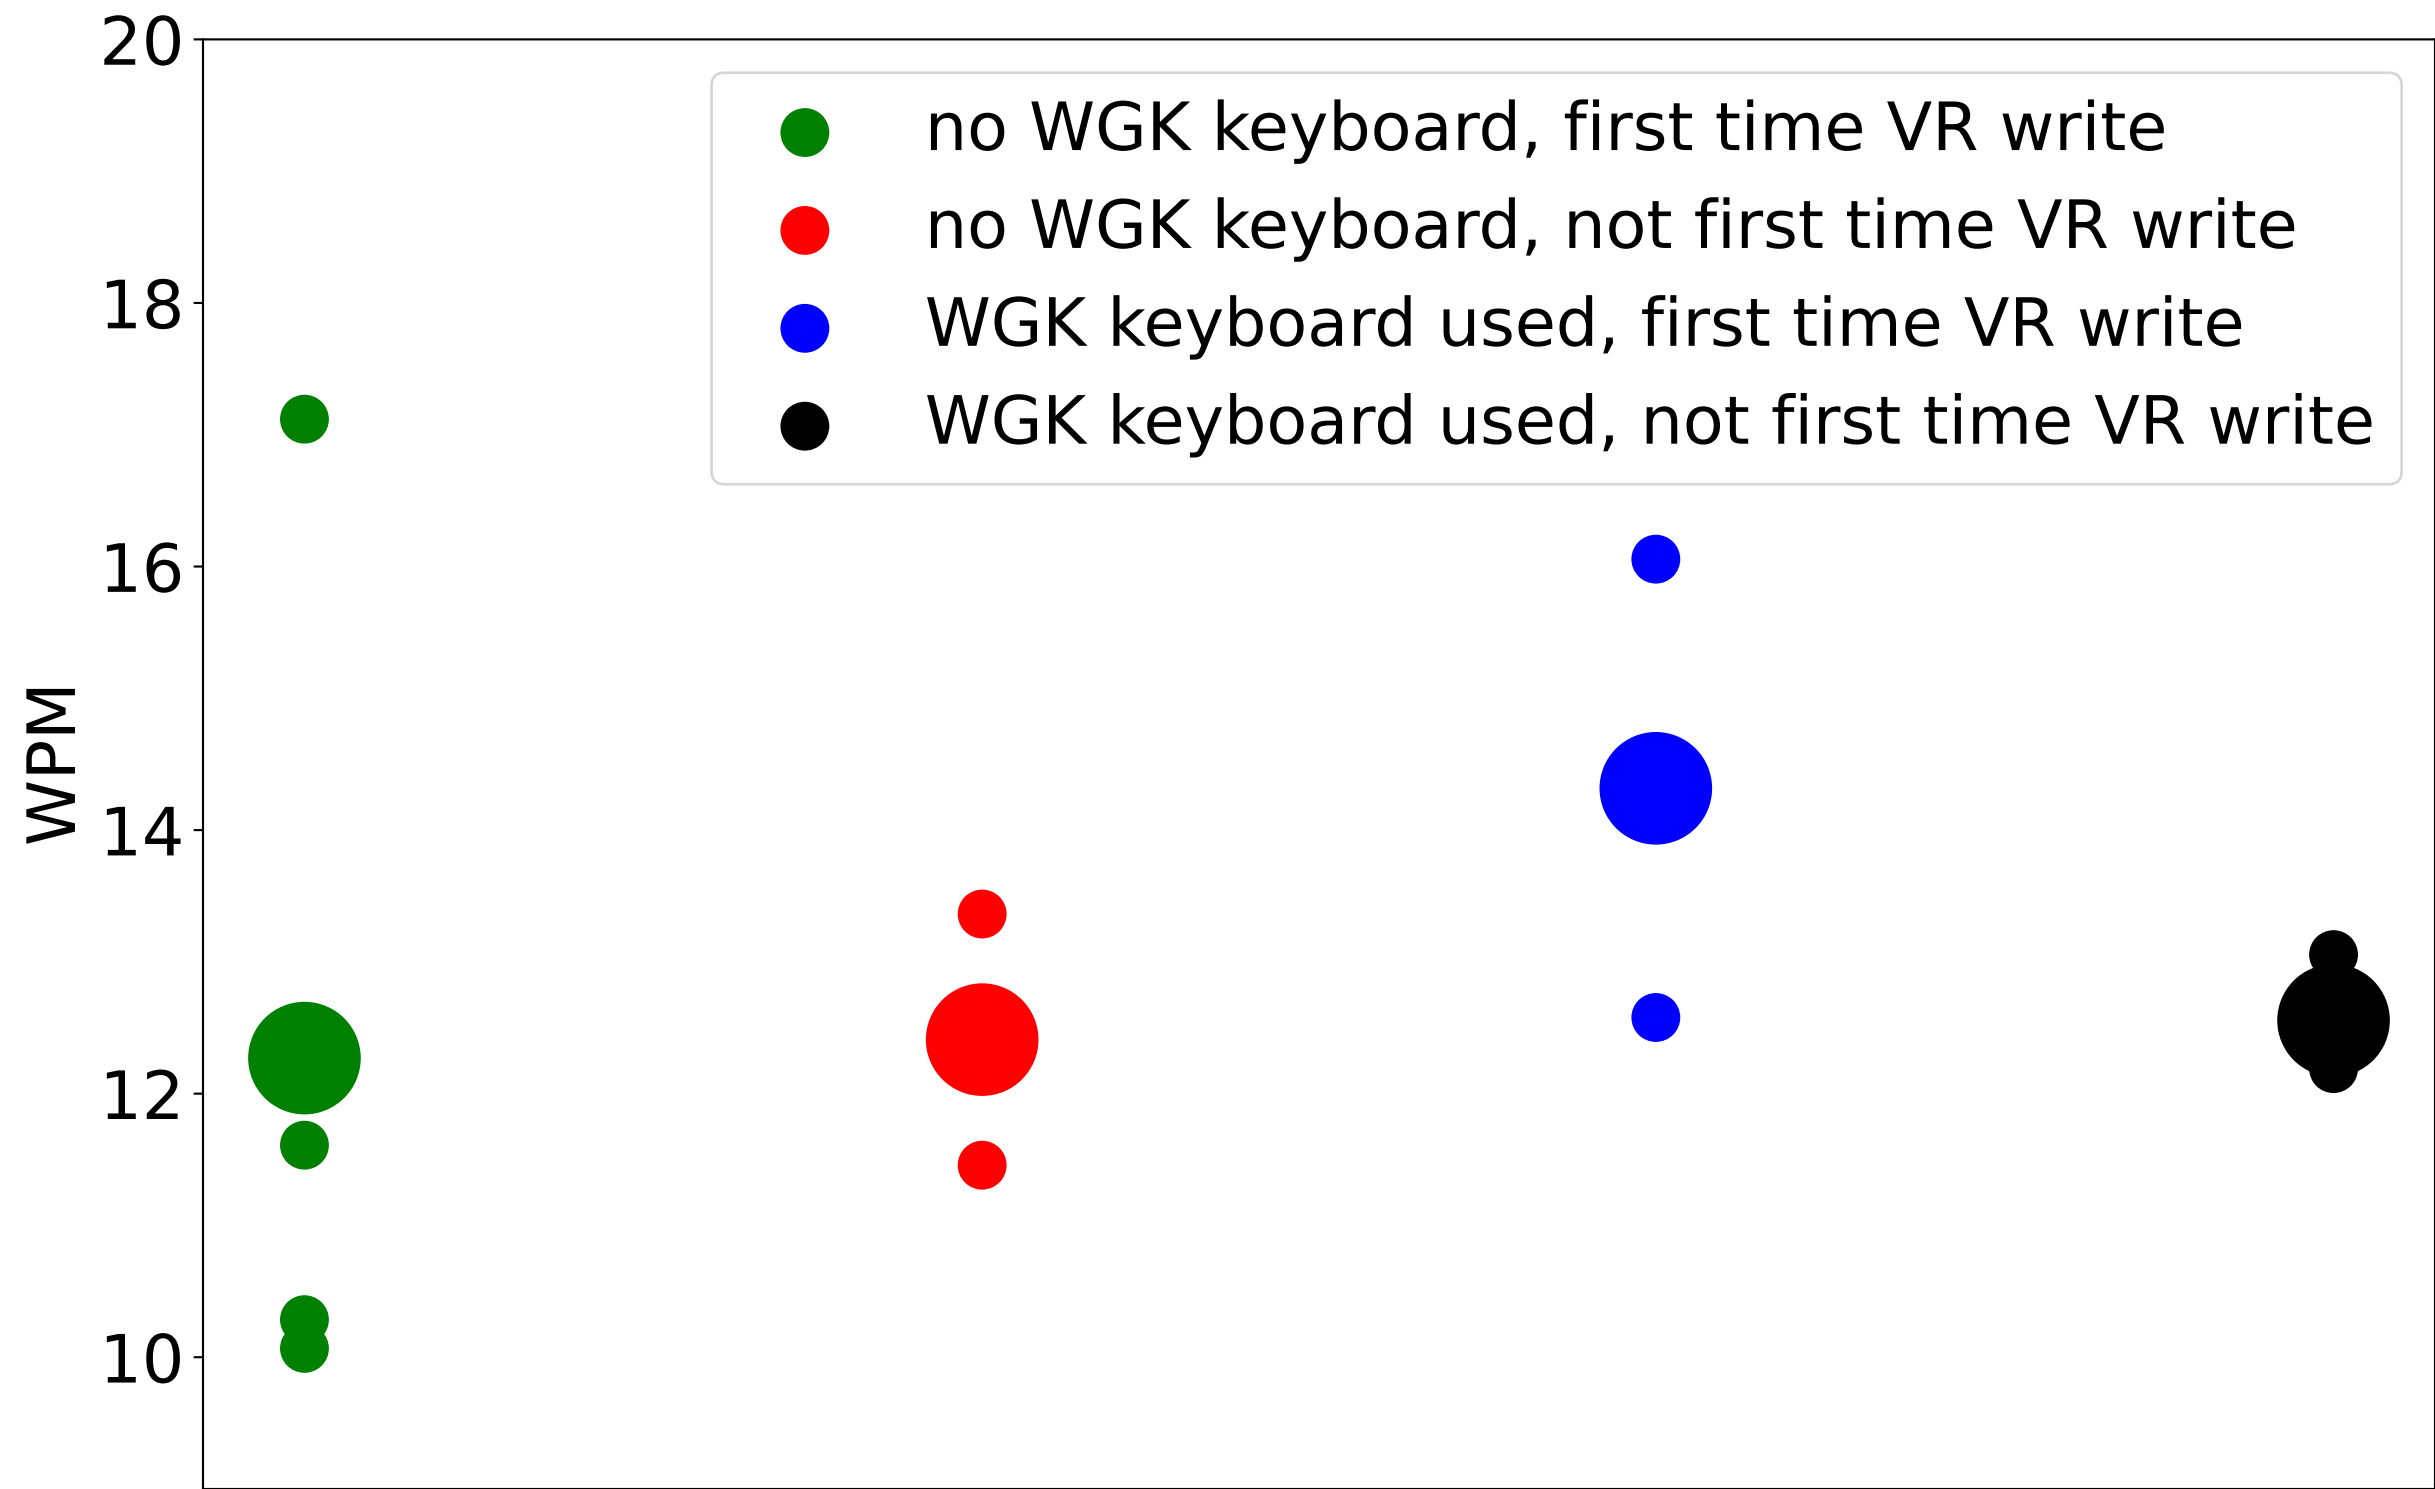 20
no WGK keyboard, first time VR write
no WGK keyboard, not first time VR write
18
WGK keyboard used, first time VR write
WGK keyboard used, not first time VR write
16
WPM
14
12
10